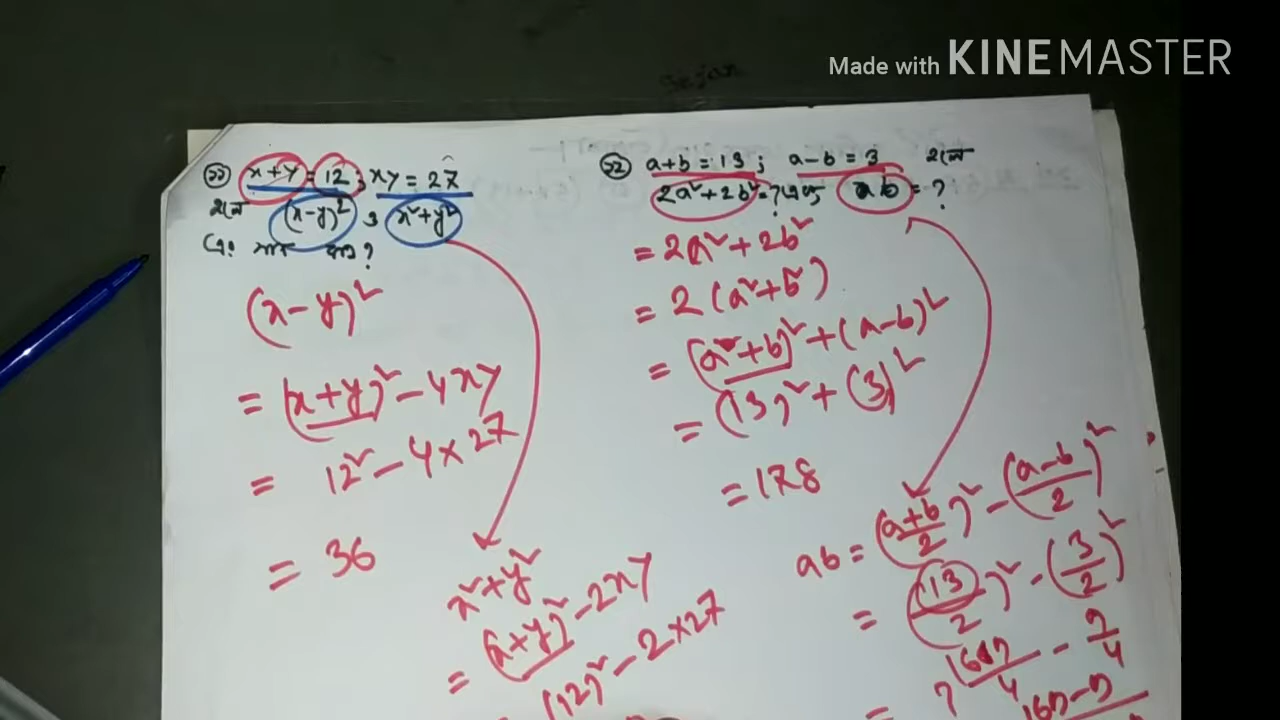 Made with KINEMASTER
১১ x+y = 12 ; xy = 27
হলে (x-y)² ও x²+y²
এর মান কত?
(x-y)²
= (x+y)² - 4xy
= 12² - 4×27
= 36
x²+y²
= (x+y)² - 2xy
(12)² - 2×27
১২ a+b = 13 ; a-b = 3 হলে
2a²+2b² = ? এবং ab = ?
= 2a²+2b²
= 2(a²+b²)
= (a+b)² + (a-b)²
= (13)² + (3)²
= 178
ab = (a+b/2)² - (a-b/2)²
= (13/2)² - (3/2)²